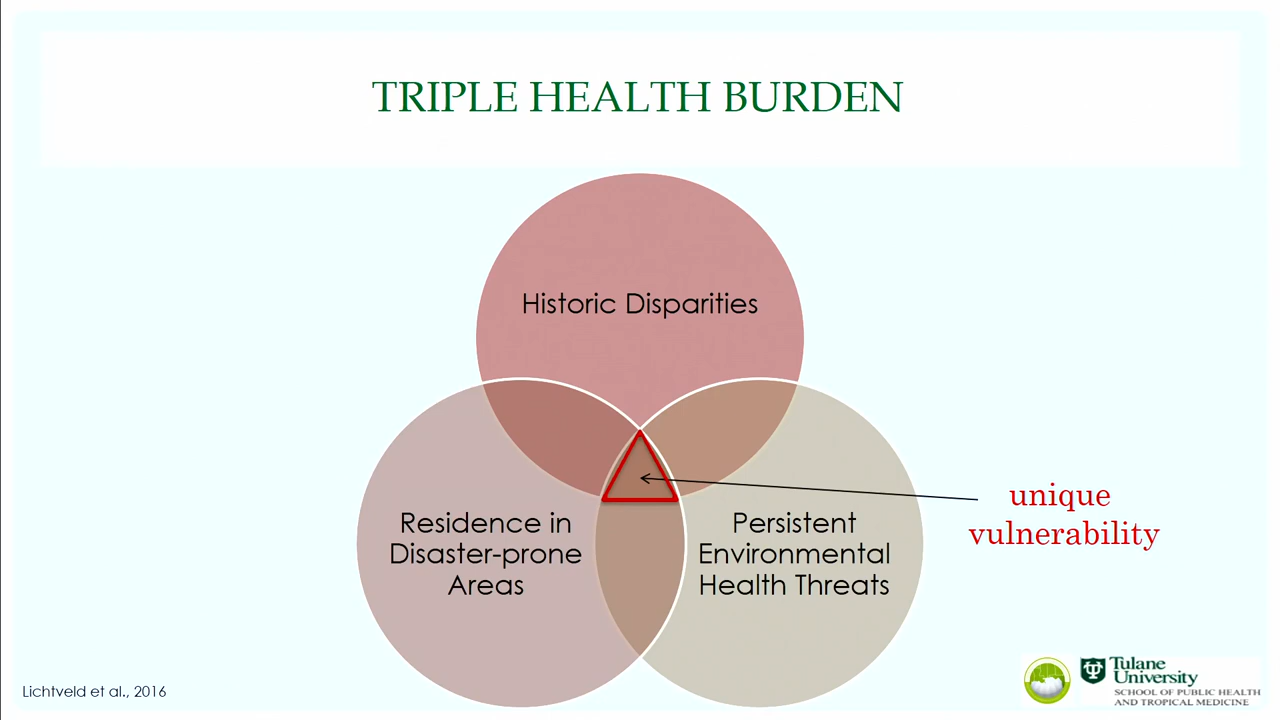 TRIPLE HEALTH BURDEN
Historic Disparities
Residence in
Disaster-prone
Areas
Persistent
Environmental
Health Threats
unique
vulnerability
Lichtveld et al., 2016
Tulane
University
SCHOOL OF PUBLIC HEALTH
AND TROPICAL MEDICINE